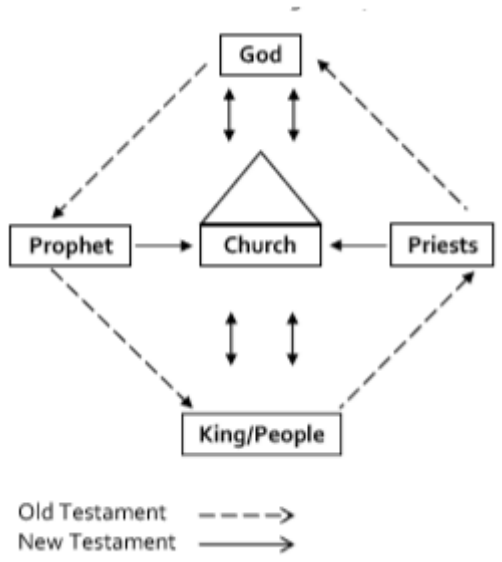 God
Prophet
Church
Priests
King/People
Old Testament
New Testament